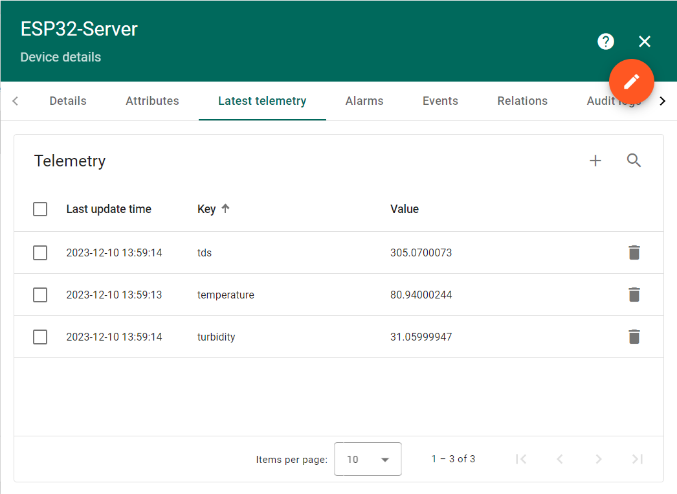 ESP32-Server
Device details
Details Attributes Latest telemetry Alarms Events Relations Audit logs
Telemetry
Last update time Key Value
2023-12-10 13:59:14 tds 305.0700073
2023-12-10 13:59:13 temperature 80.94000244
2023-12-10 13:59:14 turbidity 31.05999947
Items per page: 10 1 – 3 of 3